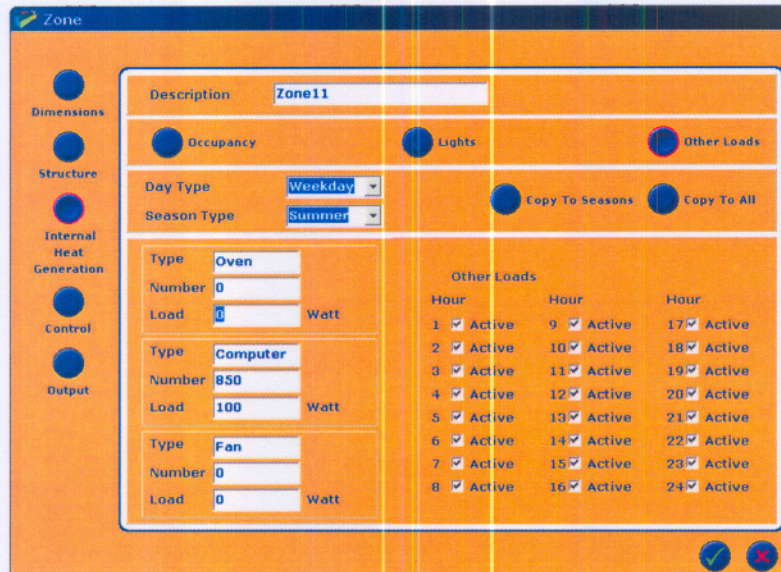 Zone
Dimensions
Structure
Internal
Heat
Generation
Control
Output
Description Zone11
Occupancy Lights Other Loads
Day Type Weekday
Season Type Summer
Copy To Seasons Copy To All
Type Oven
Number 0
Load 0 Watt
Type Computer
Number 850
Load 100 Watt
Type Fan
Number 0
Load 0 Watt
Other Loads
Hour Hour Hour
1 Active 9 Active 17 Active
2 Active 10 Active 18 Active
3 Active 11 Active 19 Active
4 Active 12 Active 20 Active
5 Active 13 Active 21 Active
6 Active 14 Active 22 Active
7 Active 15 Active 23 Active
8 Active 16 Active 24 Active